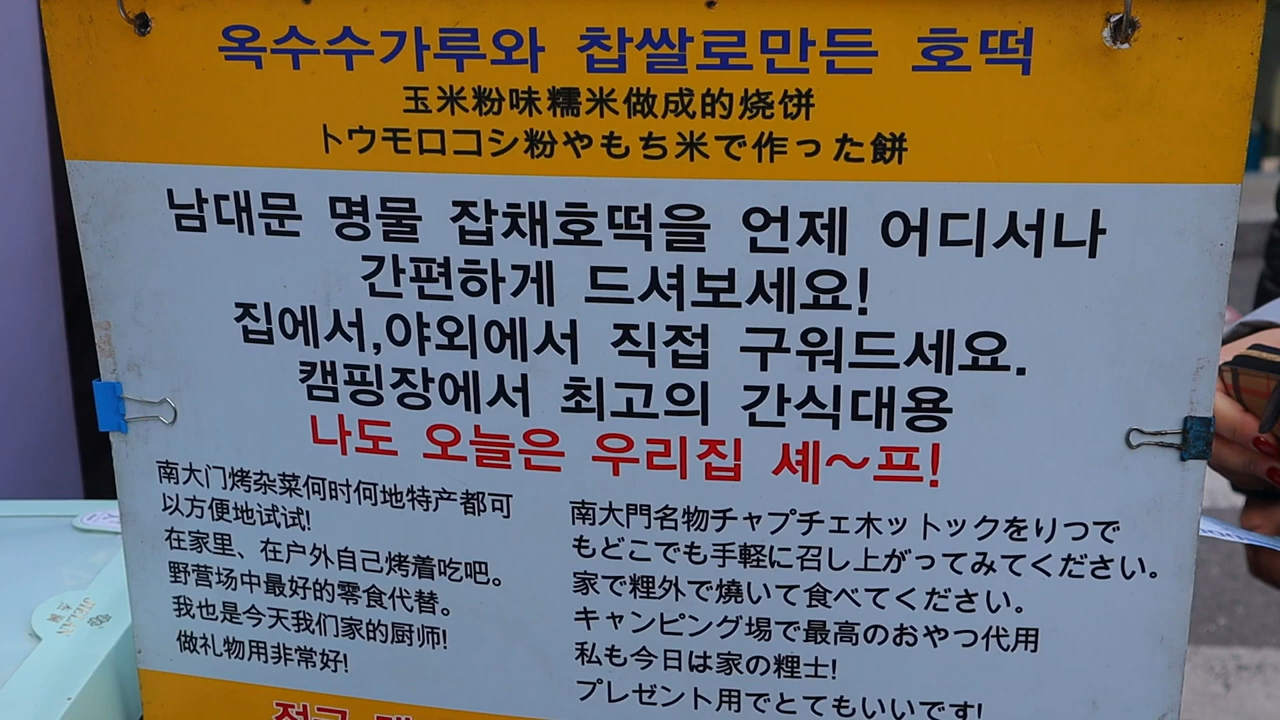 옥수수가루와 찹쌀로만든 호떡
玉米粉味糯米做成的烧饼
トウモロコシ粉やもち米で作った餅
남대문 명물 잡채호떡을 언제 어디서나
간편하게 드셔보세요!
집에서,야외에서 직접 구워드세요.
캠핑장에서 최고의 간식대용
나도 오늘은 우리집 셰~프!
南大门烤杂菜何时何地特产都可
以方便地试试!
在家里、在户外自己烤着吃吧。
野营场中最好的零食代替。
我也是今天我们家的厨师!
做礼物用非常好!
南大門名物チャプチェ木ットックをりつで
もどこでも手軽に召し上がってみてください。
家で粴外で燒いて食べてください。
キャンピング場で最高のおやつ代用
私も今日は家の粴士!
プレゼント用でとてもいいです!